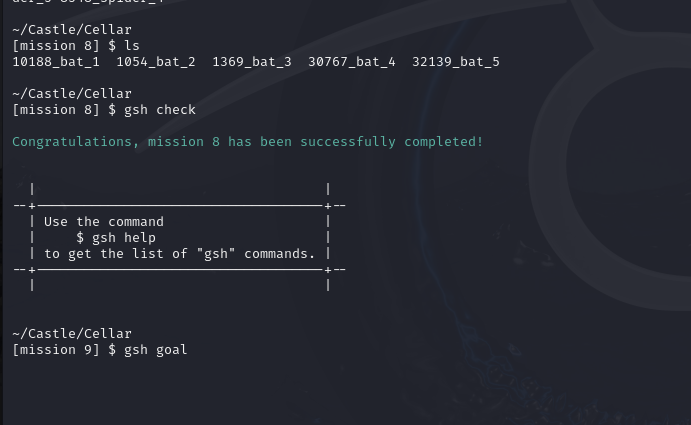 ~/Castle/Cellar
[mission 8] $ ls
10188_bat_1  1054_bat_2  1369_bat_3  30767_bat_4  32139_bat_5
~/Castle/Cellar
[mission 8] $ gsh check
Congratulations, mission 8 has been successfully completed!
Use the command
$ gsh help
to get the list of "gsh" commands.
~/Castle/Cellar
[mission 9] $ gsh goal